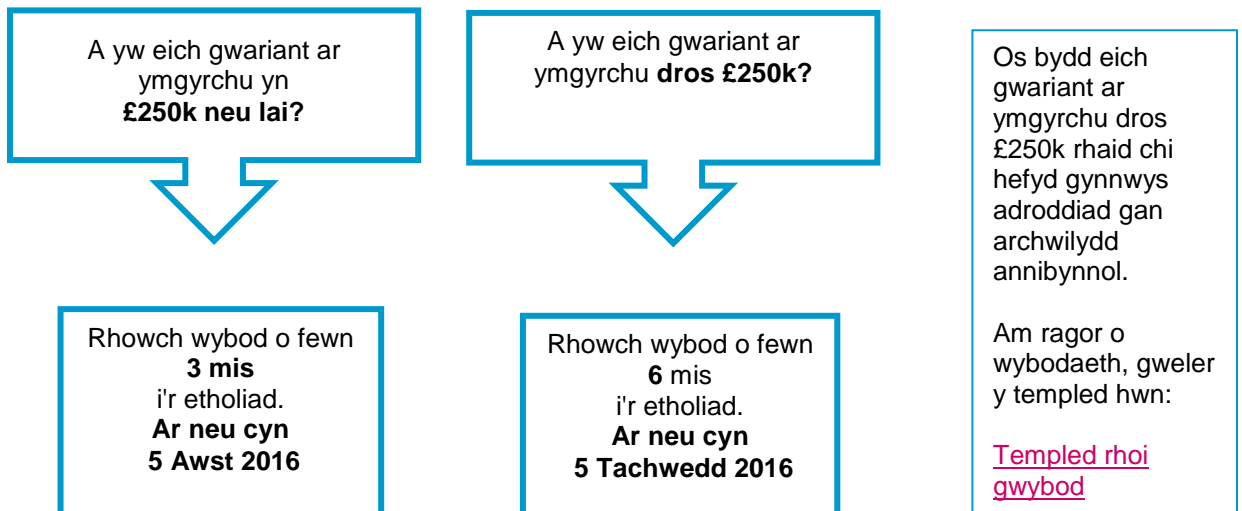 A yw eich gwariant ar
ymgyrchu yn
£250k neu lai?
Rhowch wybod o fewn
3 mis
i'r etholiad.
Ar neu cyn
5 Awst 2016
A yw eich gwariant ar
ymgyrchu dros £250k?
Rhowch wybod o fewn
6 mis
i'r etholiad.
Ar neu cyn
5 Tachwedd 2016
Os bydd eich
gwariant ar
ymgyrchu dros
£250k rhaid chi
hefyd gynnwys
adroddiad gan
archwilydd
annibynnol.
Am ragor o
wybodaeth, gweler
y templed hwn:
Templed rhoi
gwybod